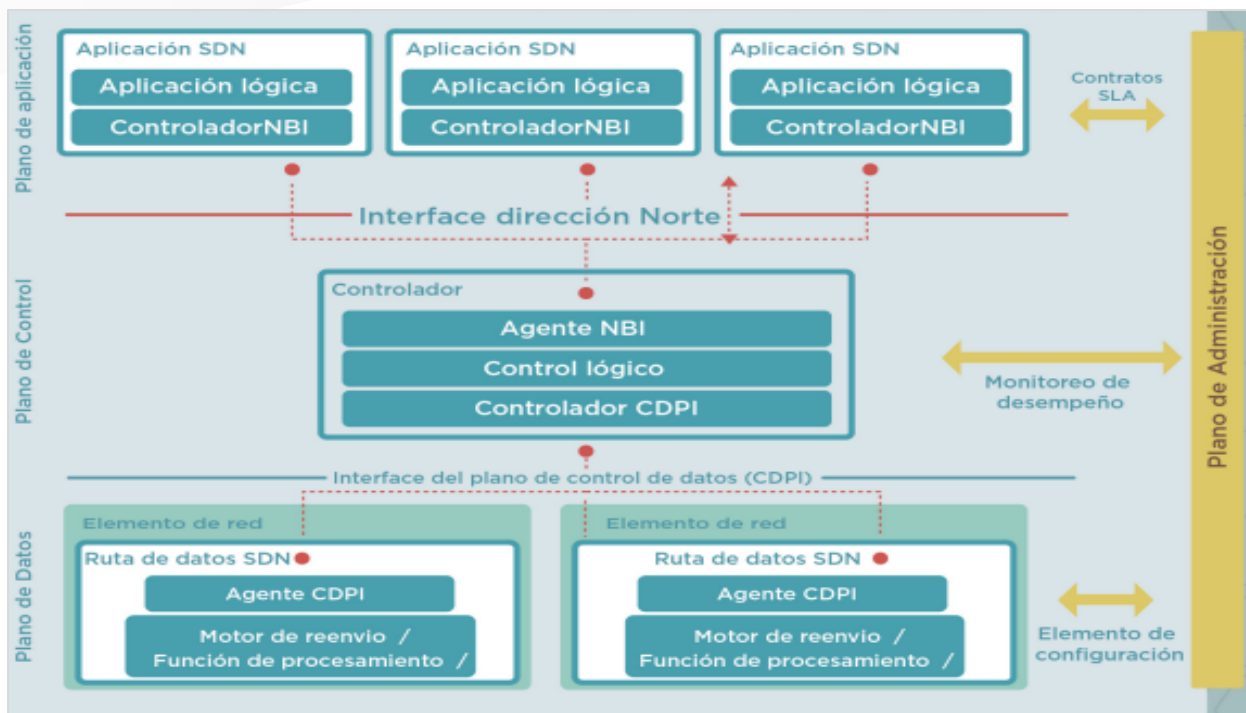 Plano de aplicación
Aplicación SDN
Aplicación lógica
ControladorNBI
Aplicación SDN
Aplicación lógica
ControladorNBI
Aplicación SDN
Aplicación lógica
ControladorNBI
Contratos
SLA
Interface dirección Norte
Plano de Control
Controlador
Agente NBI
Control lógico
Controlador CDPI
Monitoreo de
desempeño
Plano de Administración
Interface del plano de control de datos (CDPI)
Plano de Datos
Elemento de red
Ruta de datos SDN
Agente CDPI
Motor de reenvio /
Función de procesamiento /
Elemento de red
Ruta de datos SDN
Agente CDPI
Motor de reenvio /
Función de procesamiento /
Elemento de
configuración